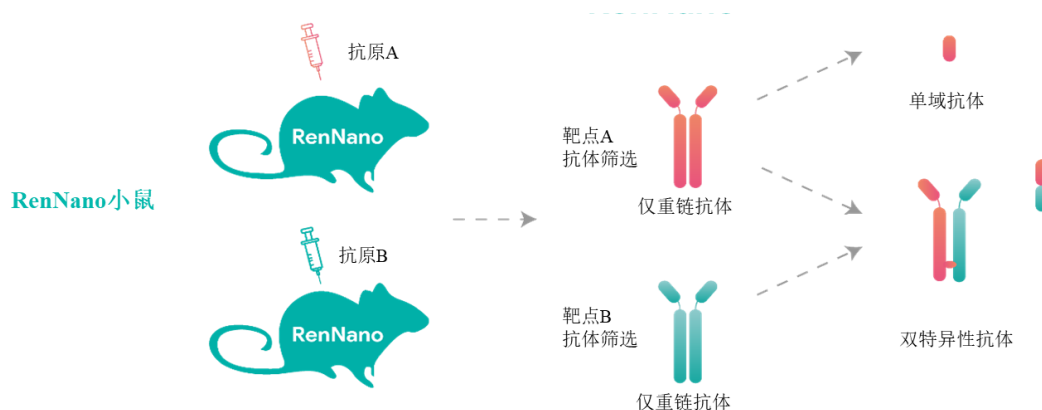 抗原A
RenNano
单域抗体
靶点A
抗体筛选
仅重链抗体
RenNano小鼠
抗原B
RenNano
靶点B
抗体筛选
双特异性抗体
仅重链抗体